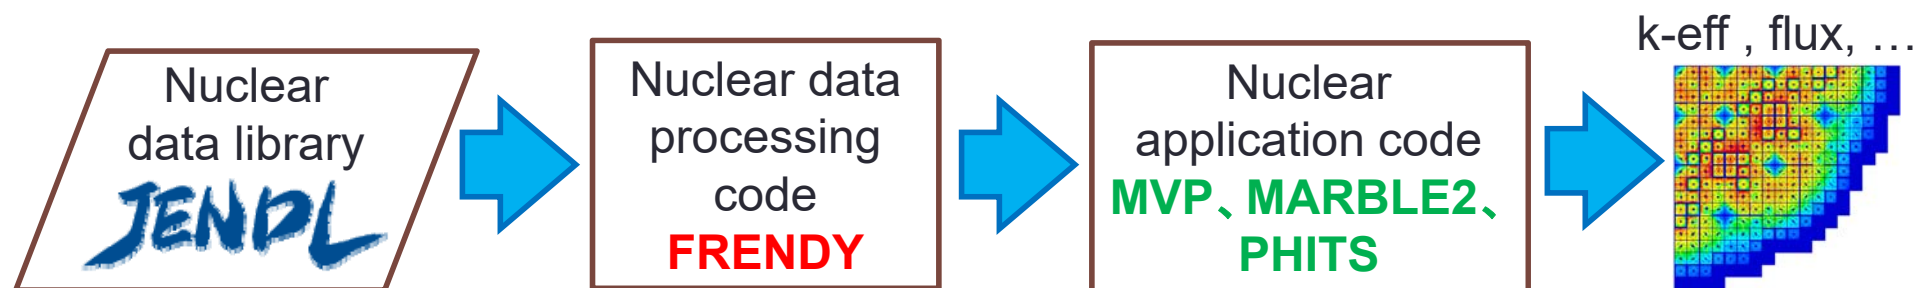 Nuclear
data library
JENDL
Nuclear data
processing
code
FRENDY
Nuclear
application code
MVP、MARBLE2、
PHITS
k-eff , flux, …